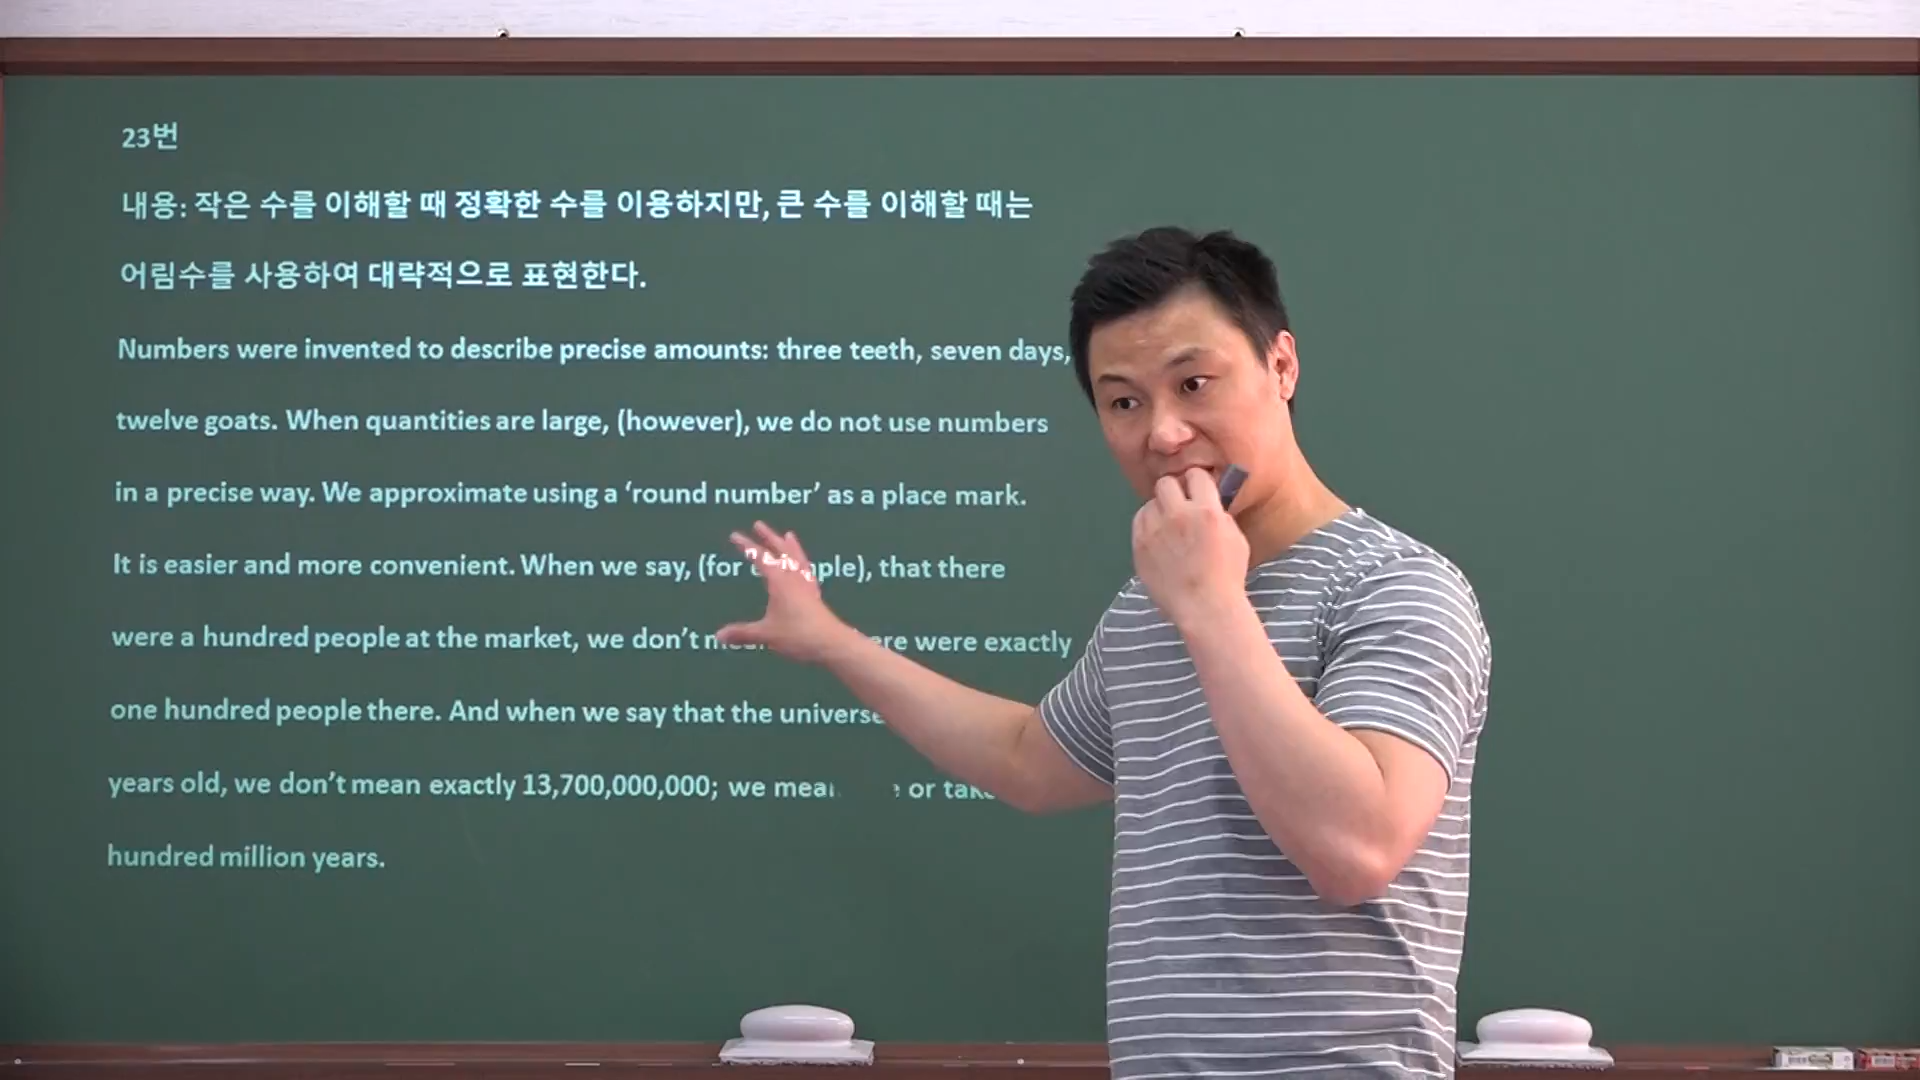 23번
내용: 작은 수를 이해할 때 정확한 수를 이용하지만, 큰 수를 이해할 때는
어림수를 사용하여 대략적으로 표현한다.
Numbers were invented to describe precise amounts: three teeth, seven days,
twelve goats. When quantities are large, (however), we do not use numbers
in a precise way. We approximate using a ‘round number’ as a place mark.
It is easier and more convenient. When we say, (for that there
were a hundred people at the market, we don’t were exactly
one hundred people there. And when we say that the universe
years old, we don’t mean exactly 13,700,000,000; we mean or
hundred million years.